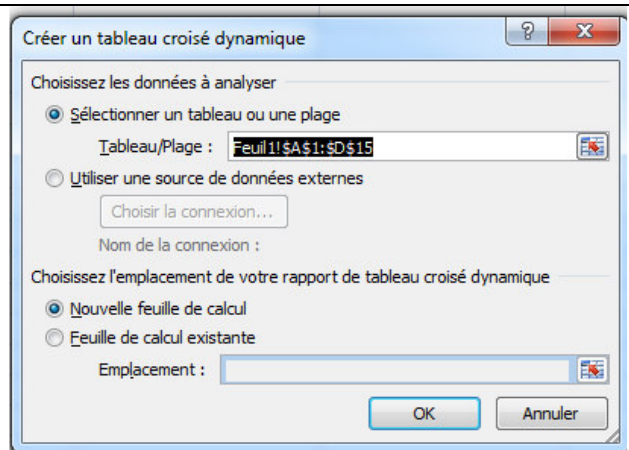 Créer un tableau croisé dynamique
Choisissez les données à analyser
Sélectionner un tableau ou une plage
Tableau/Plage : Feuil1!$A$1:$D$15
Utiliser une source de données externes
Choisir la connexion...
Nom de la connexion :
Choisissez l'emplacement de votre rapport de tableau croisé dynamique
Nouvelle feuille de calcul
Feuille de calcul existante
Emplacement :
OK Annuler